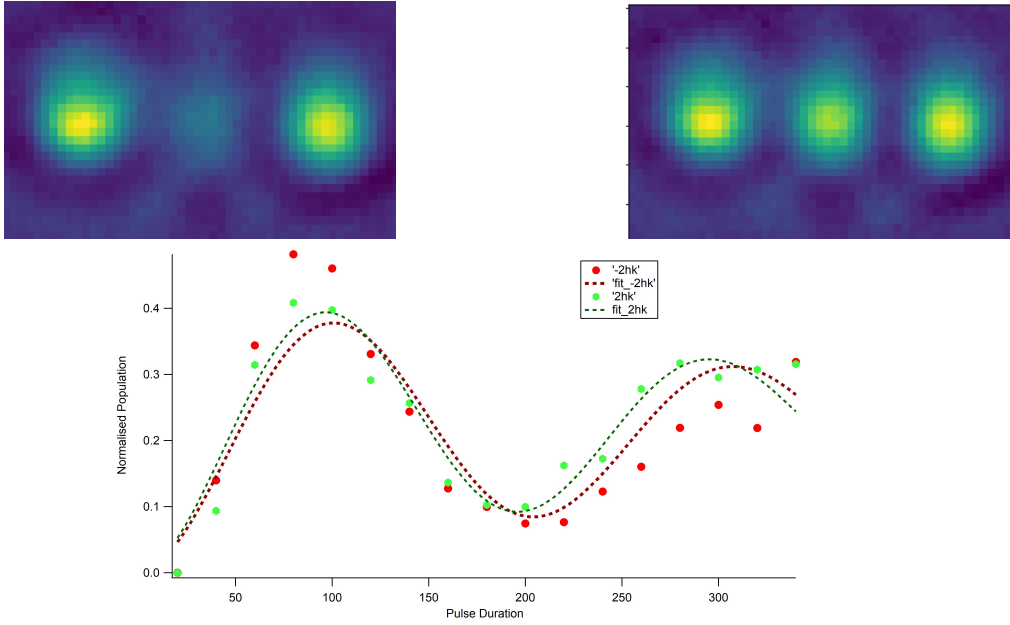 '-2hk'
'fit_-2hk'
'2hk'
fit_2hk
0.4
0.3
0.2
0.1
0.0
Normalised Population
50 100 150 200 250 300
Pulse Duration